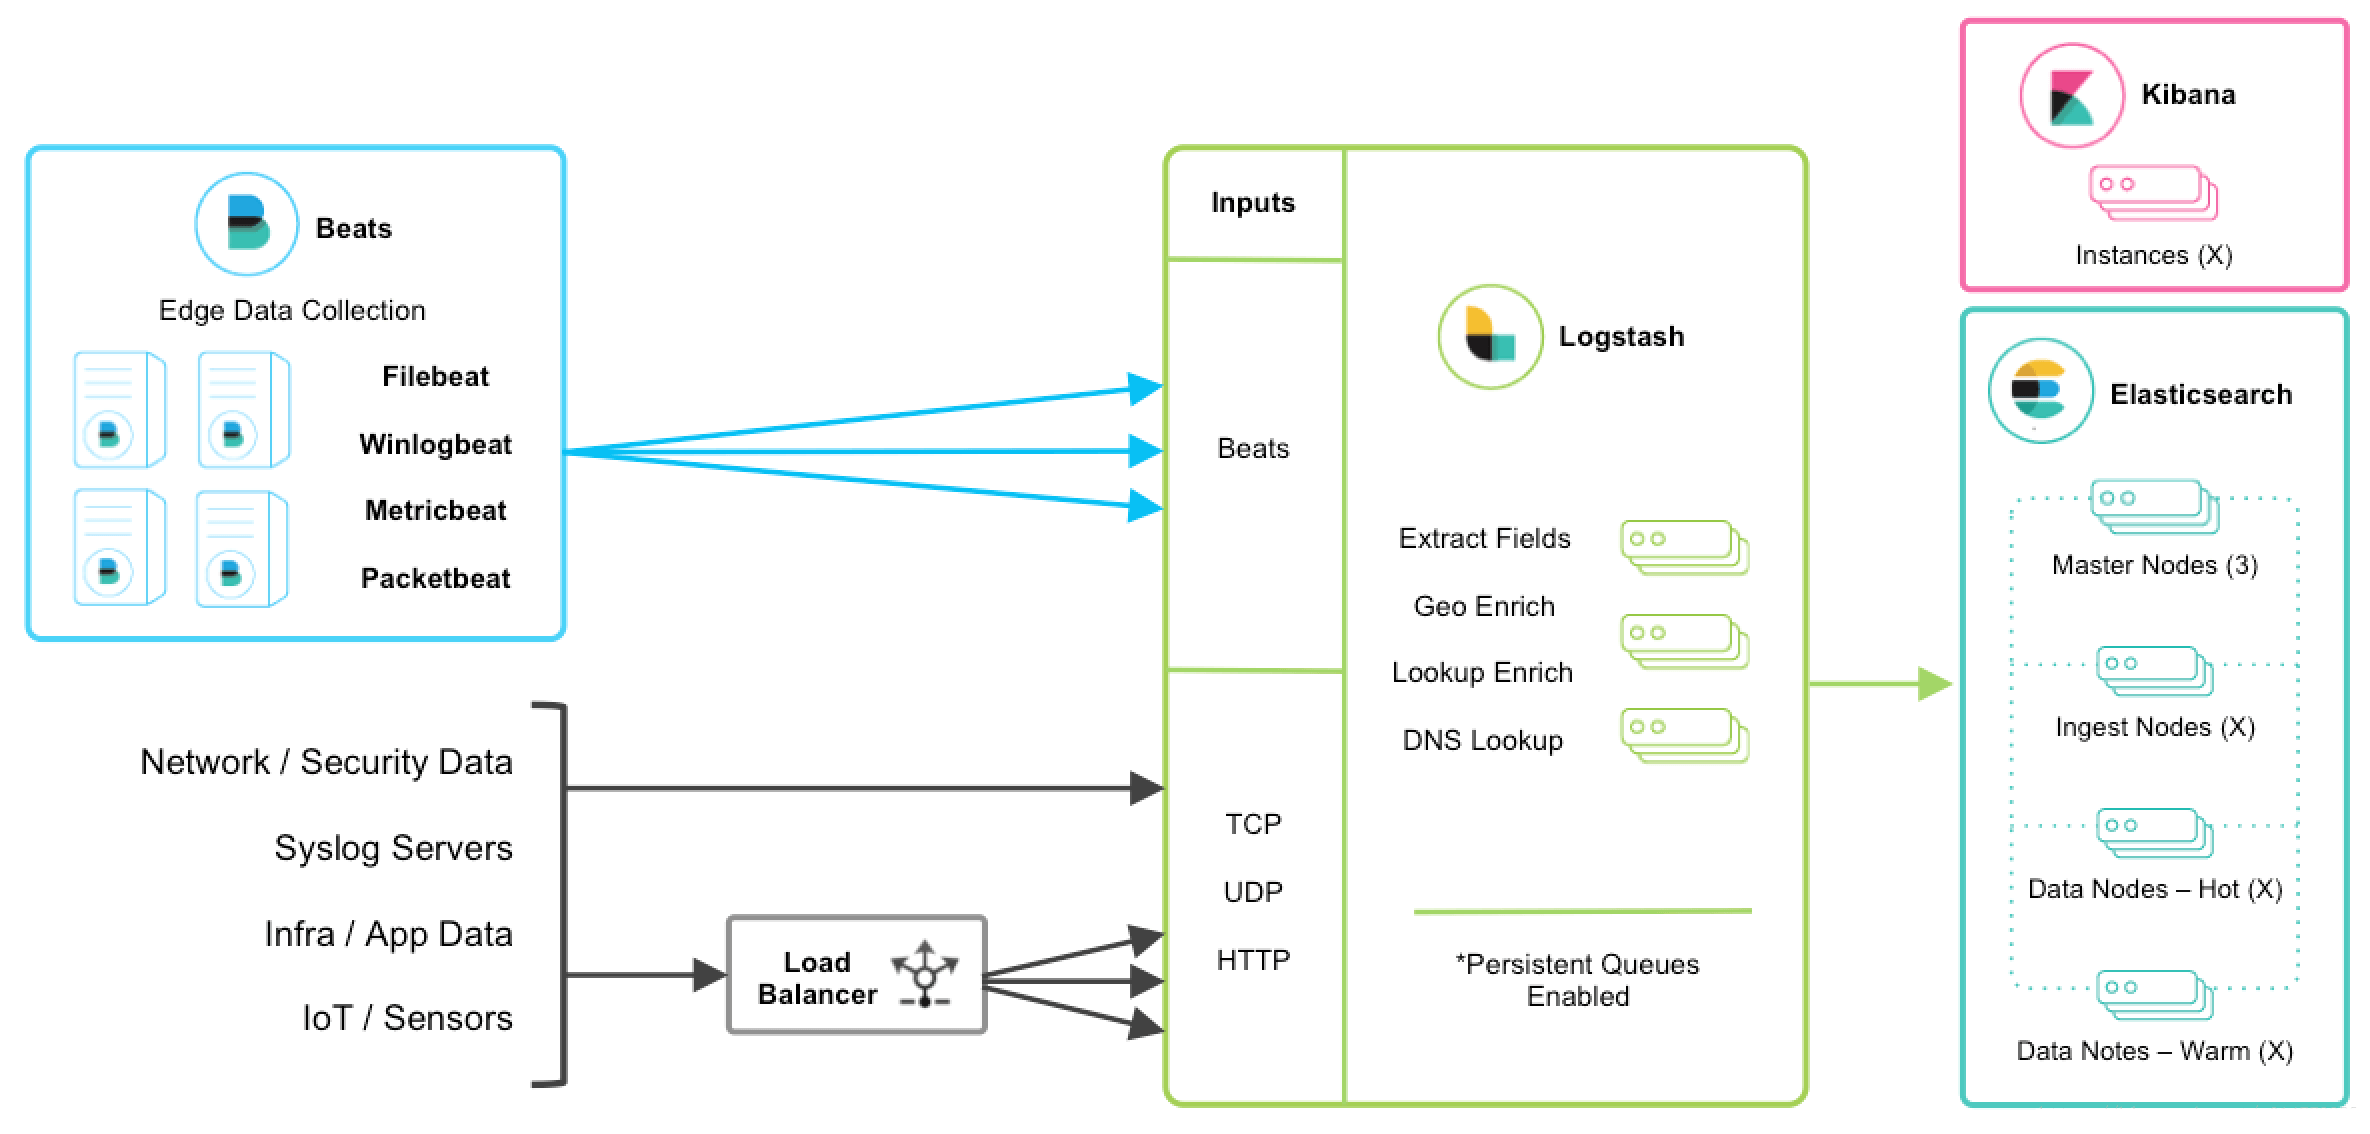 Beats
Edge Data Collection
Filebeat
Winlogbeat
Metricbeat
Packetbeat
Network / Security Data
Syslog Servers
Infra / App Data
IoT / Sensors
Load
Balancer
Inputs
Beats
TCP
UDP
HTTP
Logstash
Extract Fields
Geo Enrich
Lookup Enrich
DNS Lookup
*Persistent Queues
Enabled
Kibana
Instances (X)
Elasticsearch
Master Nodes (3)
Ingest Nodes (X)
Data Nodes – Hot (X)
Data Notes – Warm (X)